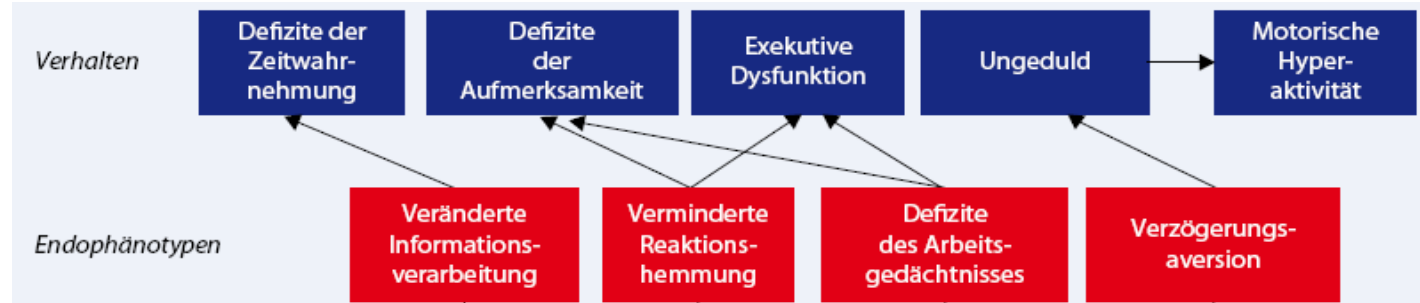 Verhalten
Defizite der
Zeitwahr-
nehmung
Defizite
der
Aufmerksamkeit
Exekutive
Dysfunktion
Ungeduld
Motorische
Hyper-
aktivität
Endophänotypen
Veränderte
Informations-
verarbeitung
Verminderte
Reaktions-
hemmung
Defizite
des Arbeits-
gedächtnisses
Verzögerungs-
aversion